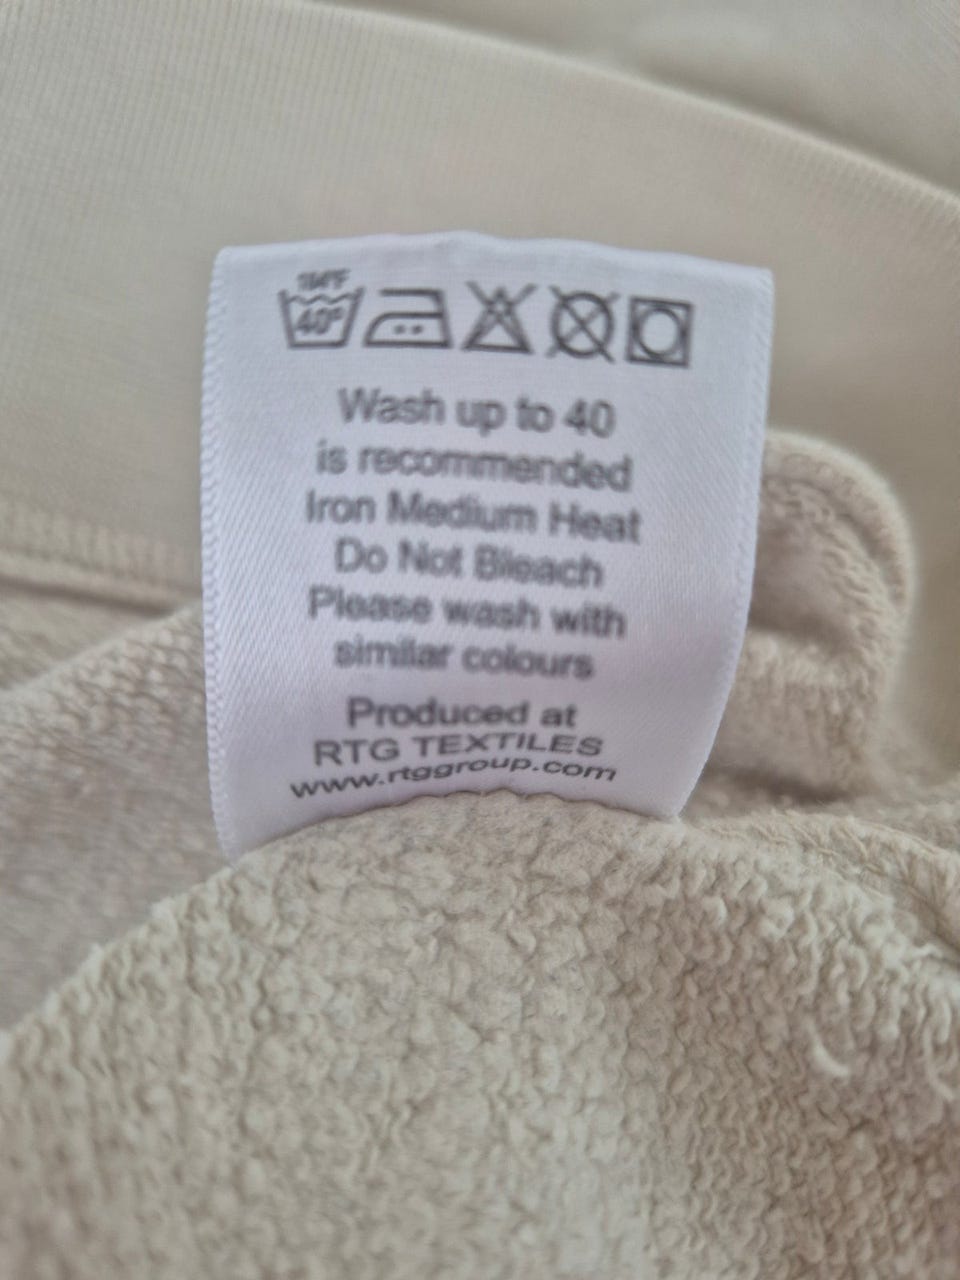 104°F
40°
Wash up to 40
is recommended
Iron Medium Heat
Do Not Bleach
Please wash with
similar colours
Produced at
RTG TEXTILES
www.rtggroup.com